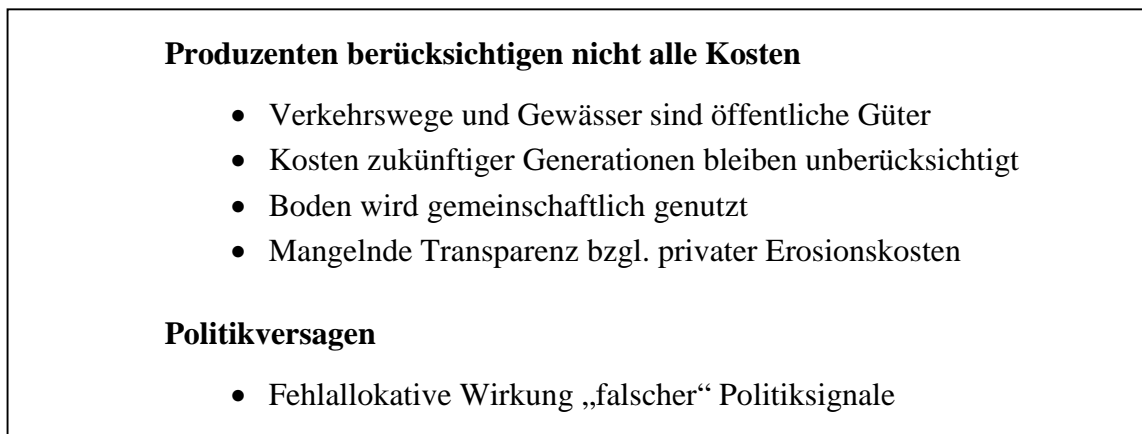 Produzenten berücksichtigen nicht alle Kosten
• Verkehrswege und Gewässer sind öffentliche Güter
• Kosten zukünftiger Generationen bleiben unberücksichtigt
• Boden wird gemeinschaftlich genutzt
• Mangelnde Transparenz bzgl. privater Erosionskosten
Politikversagen
• Fehlallokative Wirkung „falscher“ Politiksignale